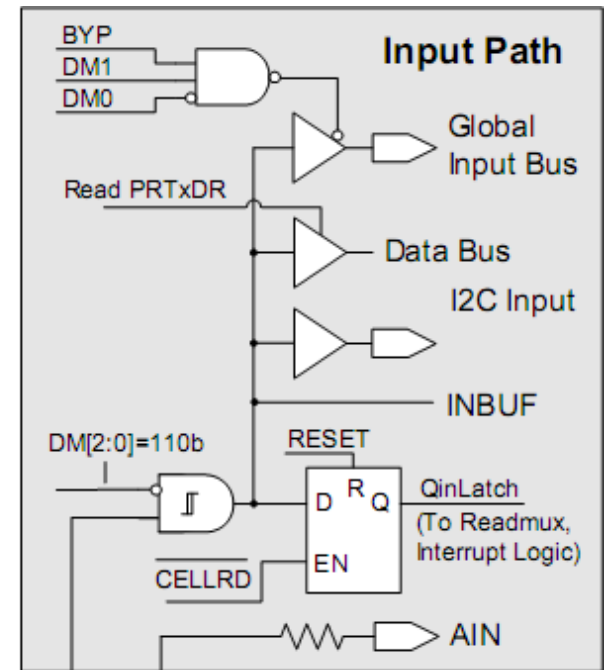 BYP
Input Path
DM1
DM0
Global
Input Bus
Read PRTxDR
Data Bus
I2C Input
INBUF
RESET
DM[2:0]=110b
D
R
Q
QinLatch
(To Readmux,
Interrupt Logic)
EN
CELLRD
AIN